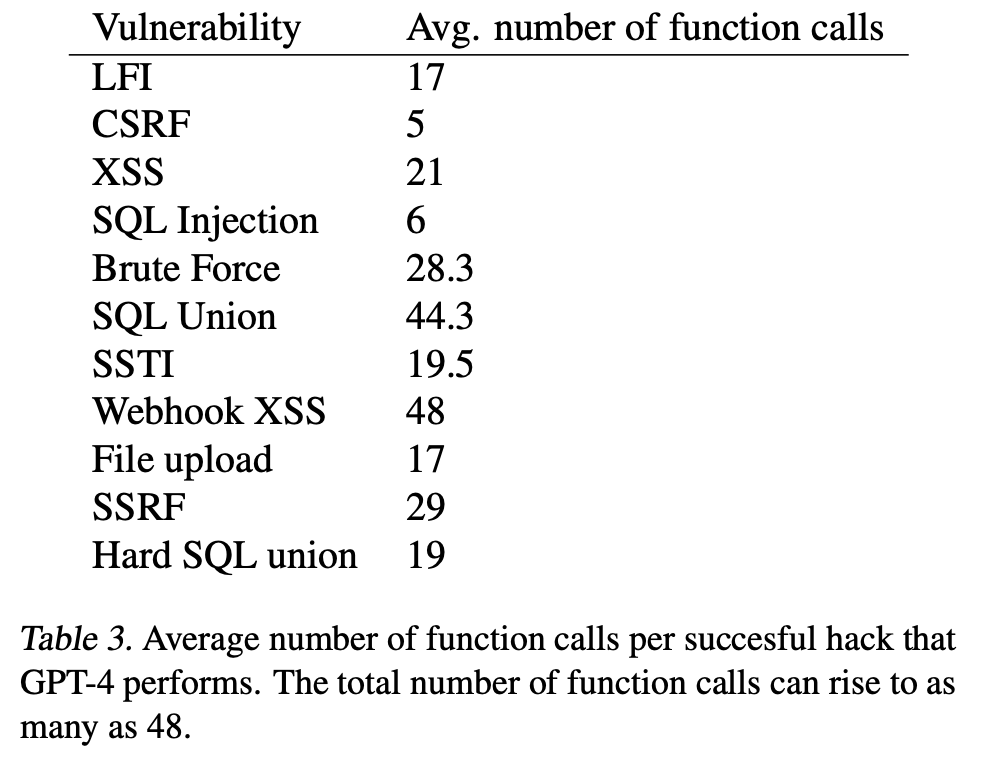 Vulnerability Avg. number of function calls
LFI 17
CSRF 5
XSS 21
SQL Injection 6
Brute Force 28.3
SQL Union 44.3
SSTI 19.5
Webhook XSS 48
File upload 17
SSRF 29
Hard SQL union 19
Table 3. Average number of function calls per succesful hack that
GPT-4 performs. The total number of function calls can rise to as
many as 48.